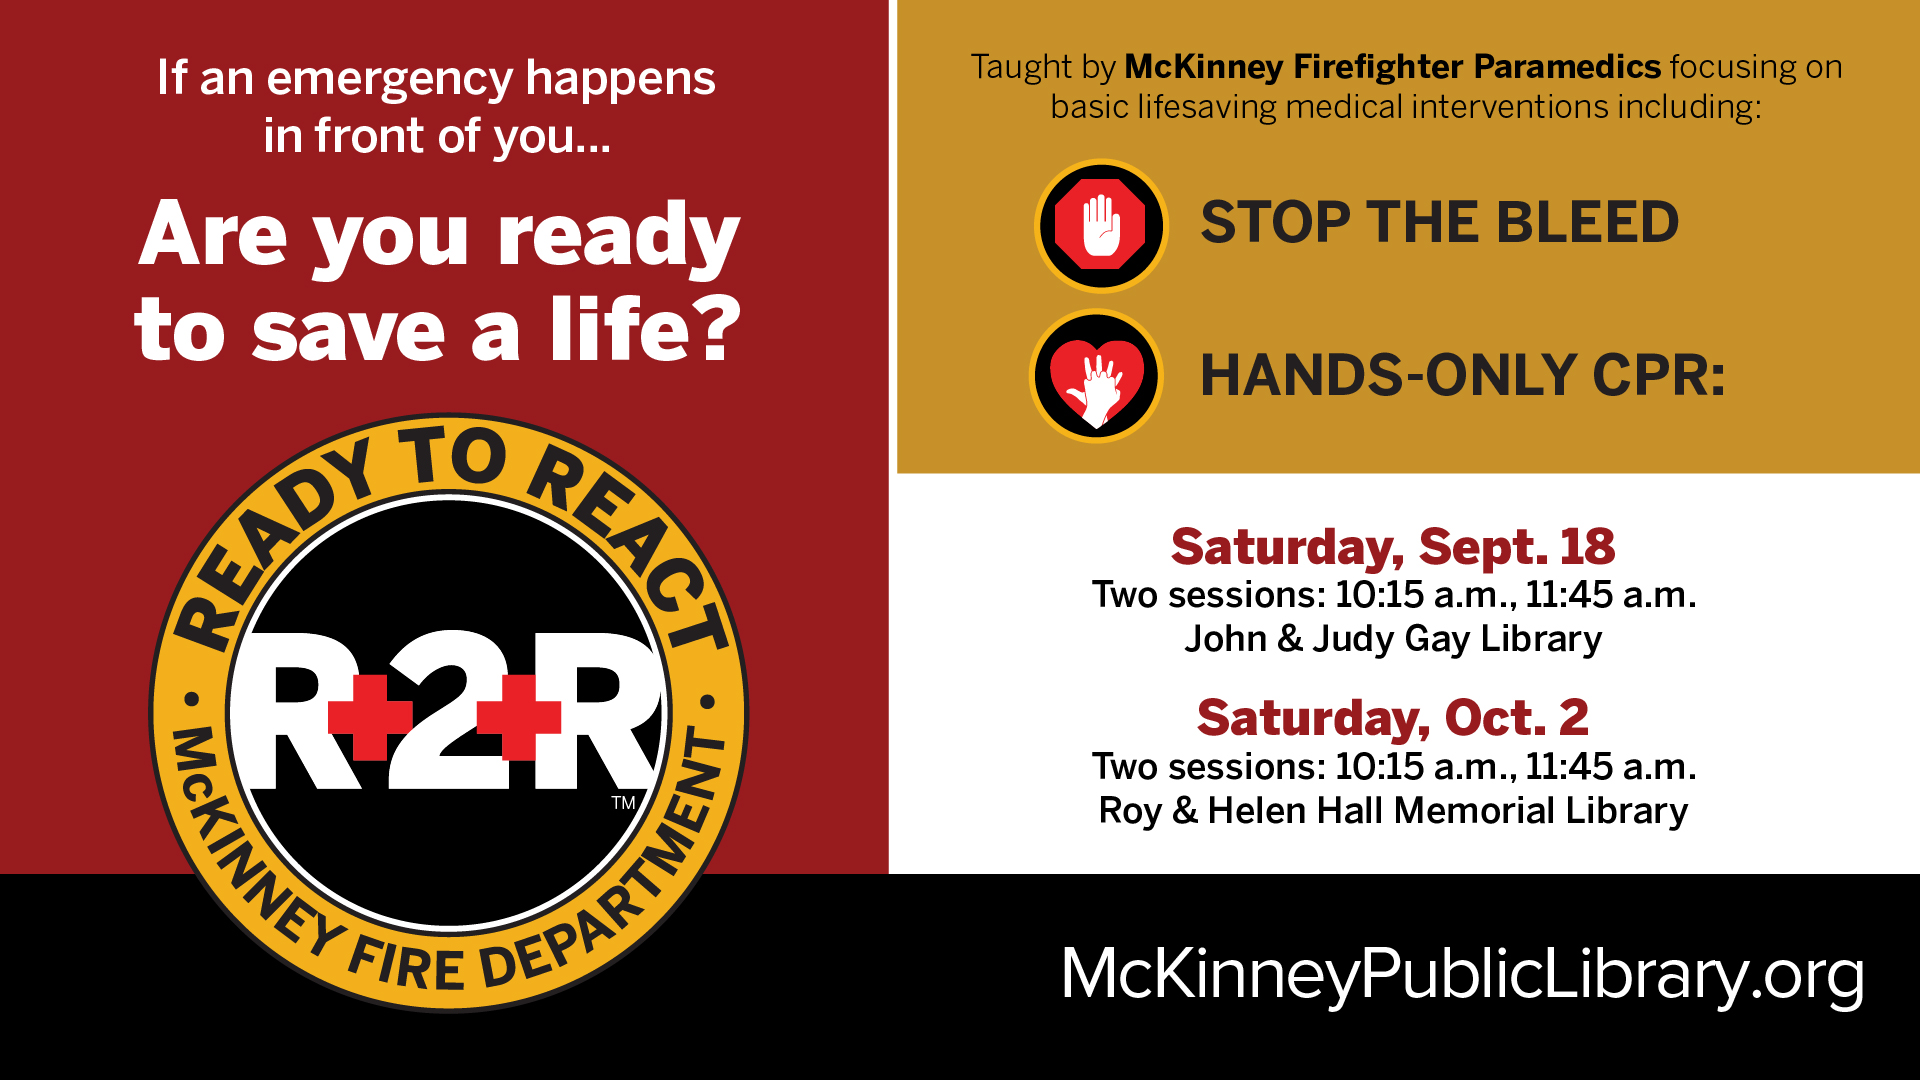 If an emergency happens
in front of you...
Are you ready
to save a life?
READY TO REACT
R+2+R
TM
• McKINNEY FIRE DEPARTMENT •
Taught by McKinney Firefighter Paramedics focusing on
basic lifesaving medical interventions including:
STOP THE BLEED
HANDS-ONLY CPR:
Saturday, Sept. 18
Two sessions: 10:15 a.m., 11:45 a.m.
John & Judy Gay Library
Saturday, Oct. 2
Two sessions: 10:15 a.m., 11:45 a.m.
Roy & Helen Hall Memorial Library
McKinneyPublicLibrary.org